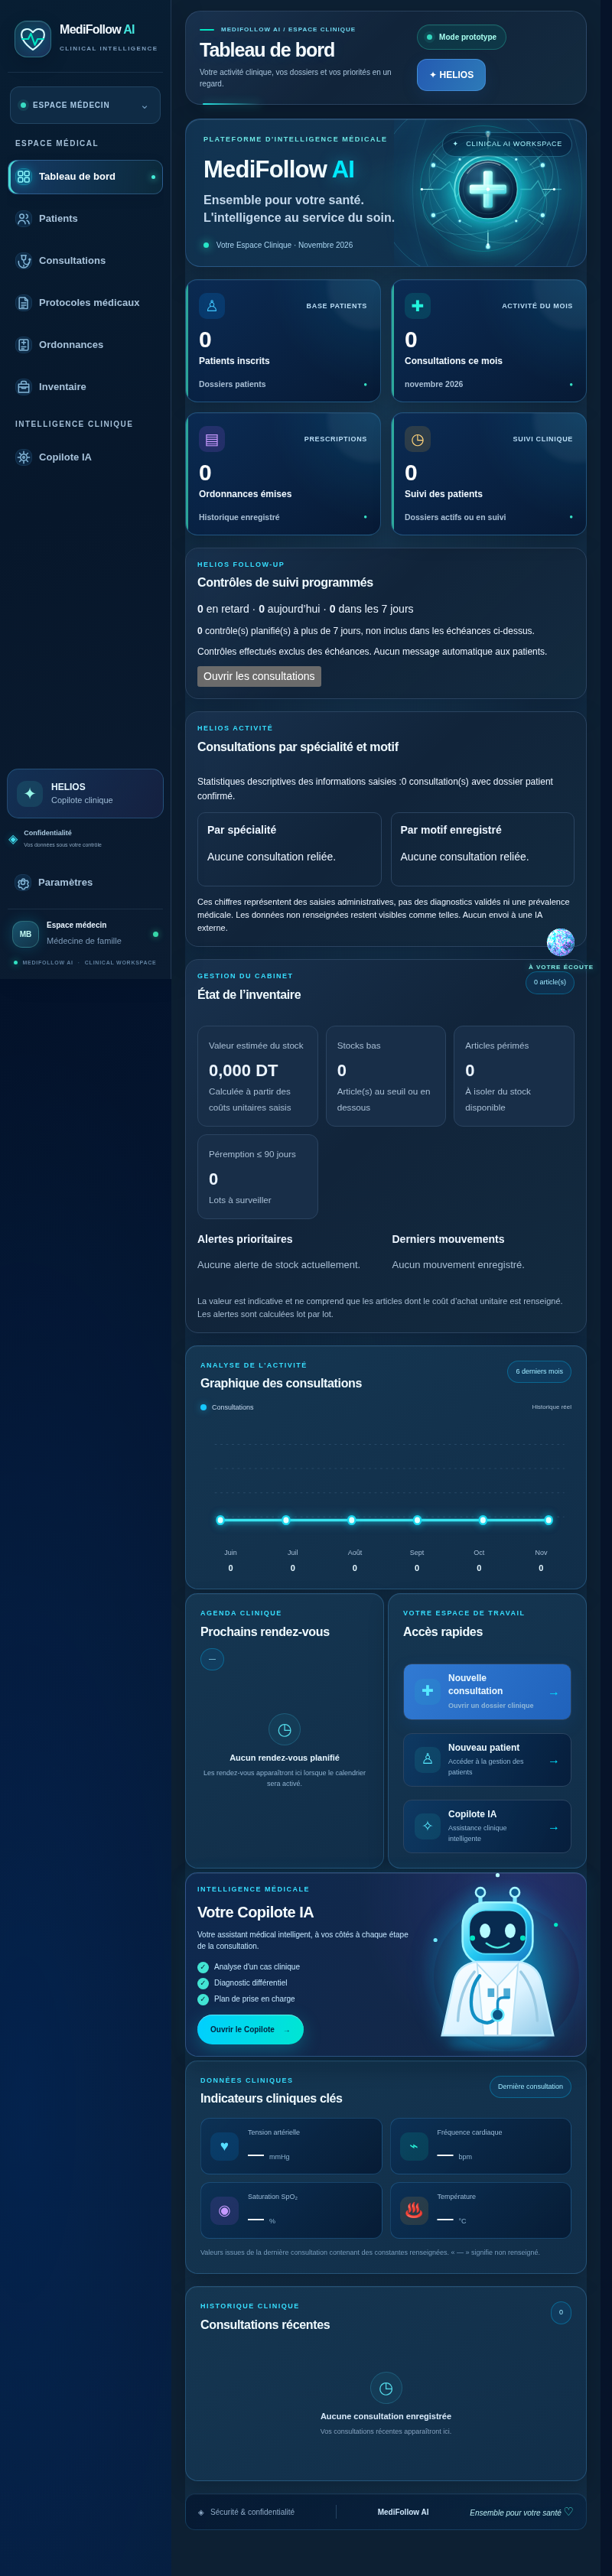 MediFollow AI
CLINICAL INTELLIGENCE
ESPACE MÉDECIN
ESPACE MÉDICAL
Tableau de bord
Patients
Consultations
Protocoles médicaux
Ordonnances
Inventaire
INTELLIGENCE CLINIQUE
Copilote IA
HELIOS
Copilote clinique
Confidentialité
Vos données sous votre contrôle
Paramètres
MB
Espace médecin
Médecine de famille
MEDIFOLLOW AI · CLINICAL WORKSPACE
MEDIFOLLOW AI / ESPACE CLINIQUE
Tableau de bord
Votre activité clinique, vos dossiers et vos priorités en un
regard.
Mode prototype
HELIOS
PLATEFORME D'INTELLIGENCE MÉDICALE
CLINICAL AI WORKSPACE
MediFollow AI
Ensemble pour votre santé.
L'intelligence au service du soin.
Votre Espace Clinique · Novembre 2026
BASE PATIENTS
0
Patients inscrits
Dossiers patients
ACTIVITÉ DU MOIS
0
Consultations ce mois
novembre 2026
PRESCRIPTIONS
0
Ordonnances émises
Historique enregistré
SUIVI CLINIQUE
0
Suivi des patients
Dossiers actifs ou en suivi
HELIOS FOLLOW-UP
Contrôles de suivi programmés
0 en retard · 0 aujourd'hui · 0 dans les 7 jours
0 contrôle(s) planifié(s) à plus de 7 jours, non inclus dans les échéances ci-dessus.
Contrôles effectués exclus des échéances. Aucun message automatique aux patients.
Ouvrir les consultations
HELIOS ACTIVITÉ
Consultations par spécialité et motif
Statistiques descriptives des informations saisies :0 consultation(s) avec dossier patient
confirmé.
Par spécialité
Aucune consultation reliée.
Par motif enregistré
Aucune consultation reliée.
Ces chiffres représentent des saisies administratives, pas des diagnostics validés ni une prévalence
médicale. Les données non renseignées restent visibles comme telles. Aucun envoi à une IA
externe.
À VOTRE ÉCOUTE
GESTION DU CABINET
État de l'inventaire
0 article(s)
Valeur estimée du stock
0,000 DT
Calculée à partir des
coûts unitaires saisis
Stocks bas
0
Article(s) au seuil ou en
dessous
Articles périmés
0
À isoler du stock
disponible
Péremption ≤ 90 jours
0
Lots à surveiller
Alertes prioritaires
Aucune alerte de stock actuellement.
Derniers mouvements
Aucun mouvement enregistré.
La valeur est indicative et ne comprend que les articles dont le coût d'achat unitaire est renseigné.
Les alertes sont calculées lot par lot.
ANALYSE DE L'ACTIVITÉ
Graphique des consultations
6 derniers mois
Consultations
Historique réel
Juin Juil Août Sept Oct Nov
0 0 0 0 0 0
AGENDA CLINIQUE
Prochains rendez-vous
—
Aucun rendez-vous planifié
Les rendez-vous apparaîtront ici lorsque le calendrier
sera activé.
VOTRE ESPACE DE TRAVAIL
Accès rapides
Nouvelle
consultation
Ouvrir un dossier clinique
→
Nouveau patient
Accéder à la gestion des
patients
→
Copilote IA
Assistance clinique
intelligente
→
INTELLIGENCE MÉDICALE
Votre Copilote IA
Votre assistant médical intelligent, à vos côtés à chaque étape
de la consultation.
Analyse d'un cas clinique
Diagnostic différentiel
Plan de prise en charge
Ouvrir le Copilote →
DONNÉES CLINIQUES
Indicateurs cliniques clés
Dernière consultation
Tension artérielle
— mmHg
Fréquence cardiaque
— bpm
Saturation SpO₂
— %
Température
— °C
Valeurs issues de la dernière consultation contenant des constantes renseignées. « — » signifie non renseigné.
HISTORIQUE CLINIQUE
Consultations récentes
0
Aucune consultation enregistrée
Vos consultations récentes apparaîtront ici.
Sécurité & confidentialité
MediFollow AI
Ensemble pour votre santé ♡